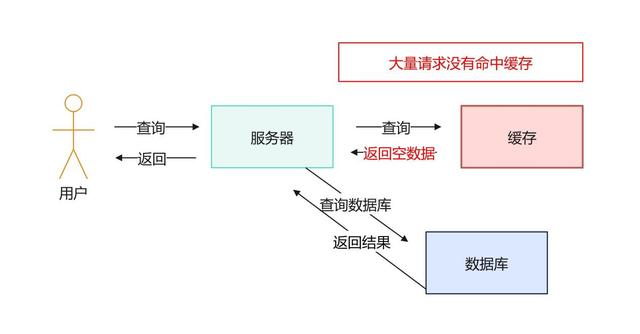 大量请求没有命中缓存
查询
服务器
查询
缓存
返回
返回空数据
用户
查询数据库
返回结果
数据库